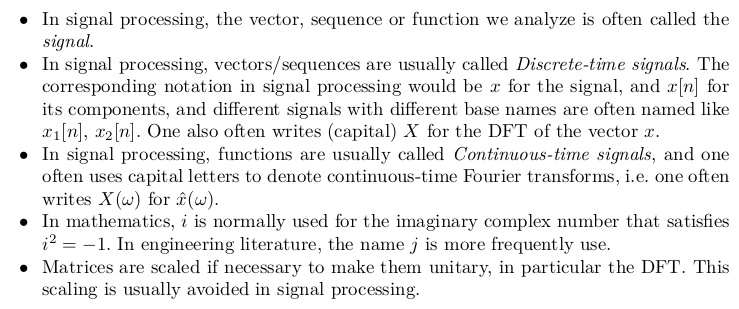 • In signal processing, the vector, sequence or function we analyze is often called the
signal.
• In signal processing, vectors/sequences are usually called Discrete-time signals. The
corresponding notation in signal processing would be x for the signal, and x[n] for
its components, and different signals with different base names are often named like
x₁[n], x₂[n]. One also often writes (capital) X for the DFT of the vector x.
• In signal processing, functions are usually called Continuous-time signals, and one
often uses capital letters to denote continuous-time Fourier transforms, i.e. one often
writes X(ω) for x̂(ω).
• In mathematics, i is normally used for the imaginary complex number that satisfies
i² = −1. In engineering literature, the name j is more frequently use.
• Matrices are scaled if necessary to make them unitary, in particular the DFT. This
scaling is usually avoided in signal processing.